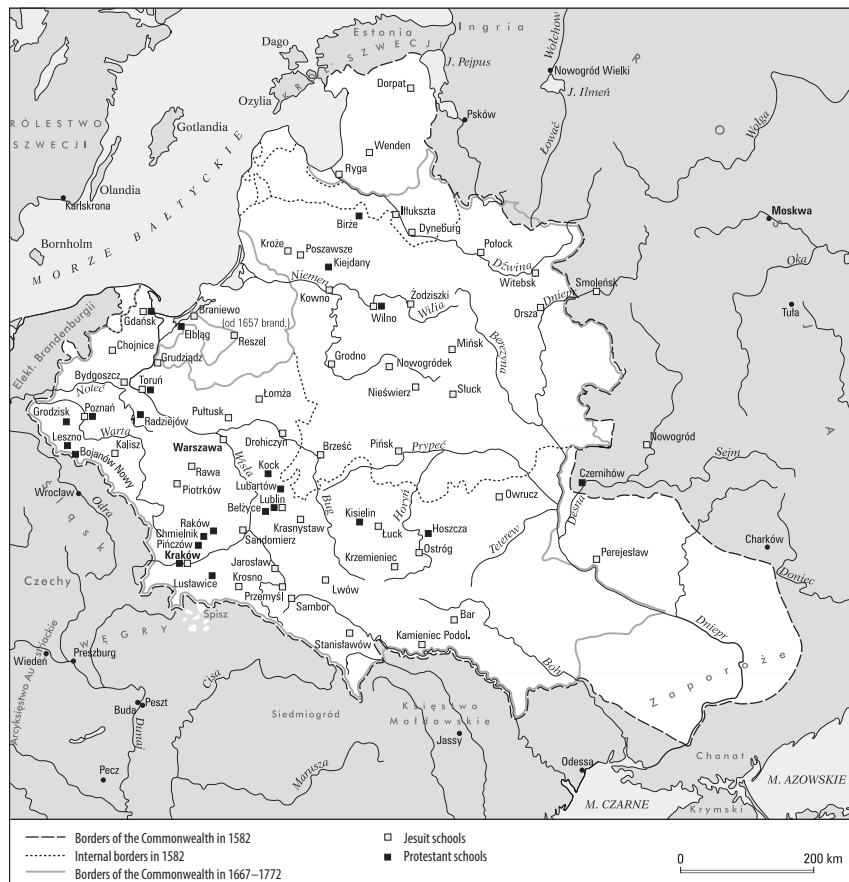 Estonia
Ingria
KRÓL. SZWECJI
Dago
Wołchow
R
Nowogród Wielki
J. Pejpus
Ozylia
Dorpat
J. Ilmeń
Psków
O
Gotlandia
Łować
Wołga
KRÓLESTWO
SZWECJI
Wenden
Ryga
Olandia
Karlskrona
MORZE BAŁTYCKIE
Iłłukszta
Birże
Dyneburg
Moskwa
S
Bornholm
Kroże
Poszawsze
Połock
Kiejdany
Dźwina
Oka
Niemen
Witebsk
Smoleńsk
Kowno
Żodziszki
Dniepr
Gdańsk
Braniewo
(od 1657 brand.)
Wilno
Wilia
Orsza
Tuła
J
Elekt. Brandenburgii
Elbląg
Reszel
Chojnice
Mińsk
Berezyna
Grudziądz
Grodno
Nowogródek
Bydgoszcz
Toruń
Nieśwież
Słuck
A
Noteć
Łomża
Grodzisk
Poznań
Radziejów
Pułtusk
Leszno
Warta
Drohiczyn
Nowogród
Bojanów Nowy
Kalisz
Warszawa
Brześć
Pińsk
Prypeć
Sejm
Wisła
Kock
Rawa
Czernihów
Wrocław
Piotrków
Lubartów
Owrucz
Odra
Śląsk
Lublin
Bug
Horyń
Desna
Bełżyce
Raków
Kisielin
Hoszcza
Chmielnik
Krasnystaw
Charków
Pińczów
Sandomierz
Łuck
Ostróg
Teterew
Kraków
Perejesław
Jarosław
Krzemieniec
Doniec
Czechy
Lusławice
Krosno
Lwów
Przemyśl
Sambor
Bar
Spisz
WĘGRY
Dniepr
Stanisławów
Kamieniec Podol.
Wiedeń
Preszburg
Boh
Zaporoże
Arcyksięstwo Austriackie
Cisa
Buda
Peszt
Księstwo
Mołdawskie
Siedmiogród
Dunaj
Jassy
Chanat
Marusza
Odessa
Pecz
M. AZOWSKIE
M. CZARNE
Krymski
Borders of the Commonwealth in 1582
Internal borders in 1582
Borders of the Commonwealth in 1667–1772
Jesuit schools
Protestant schools
0
200 km